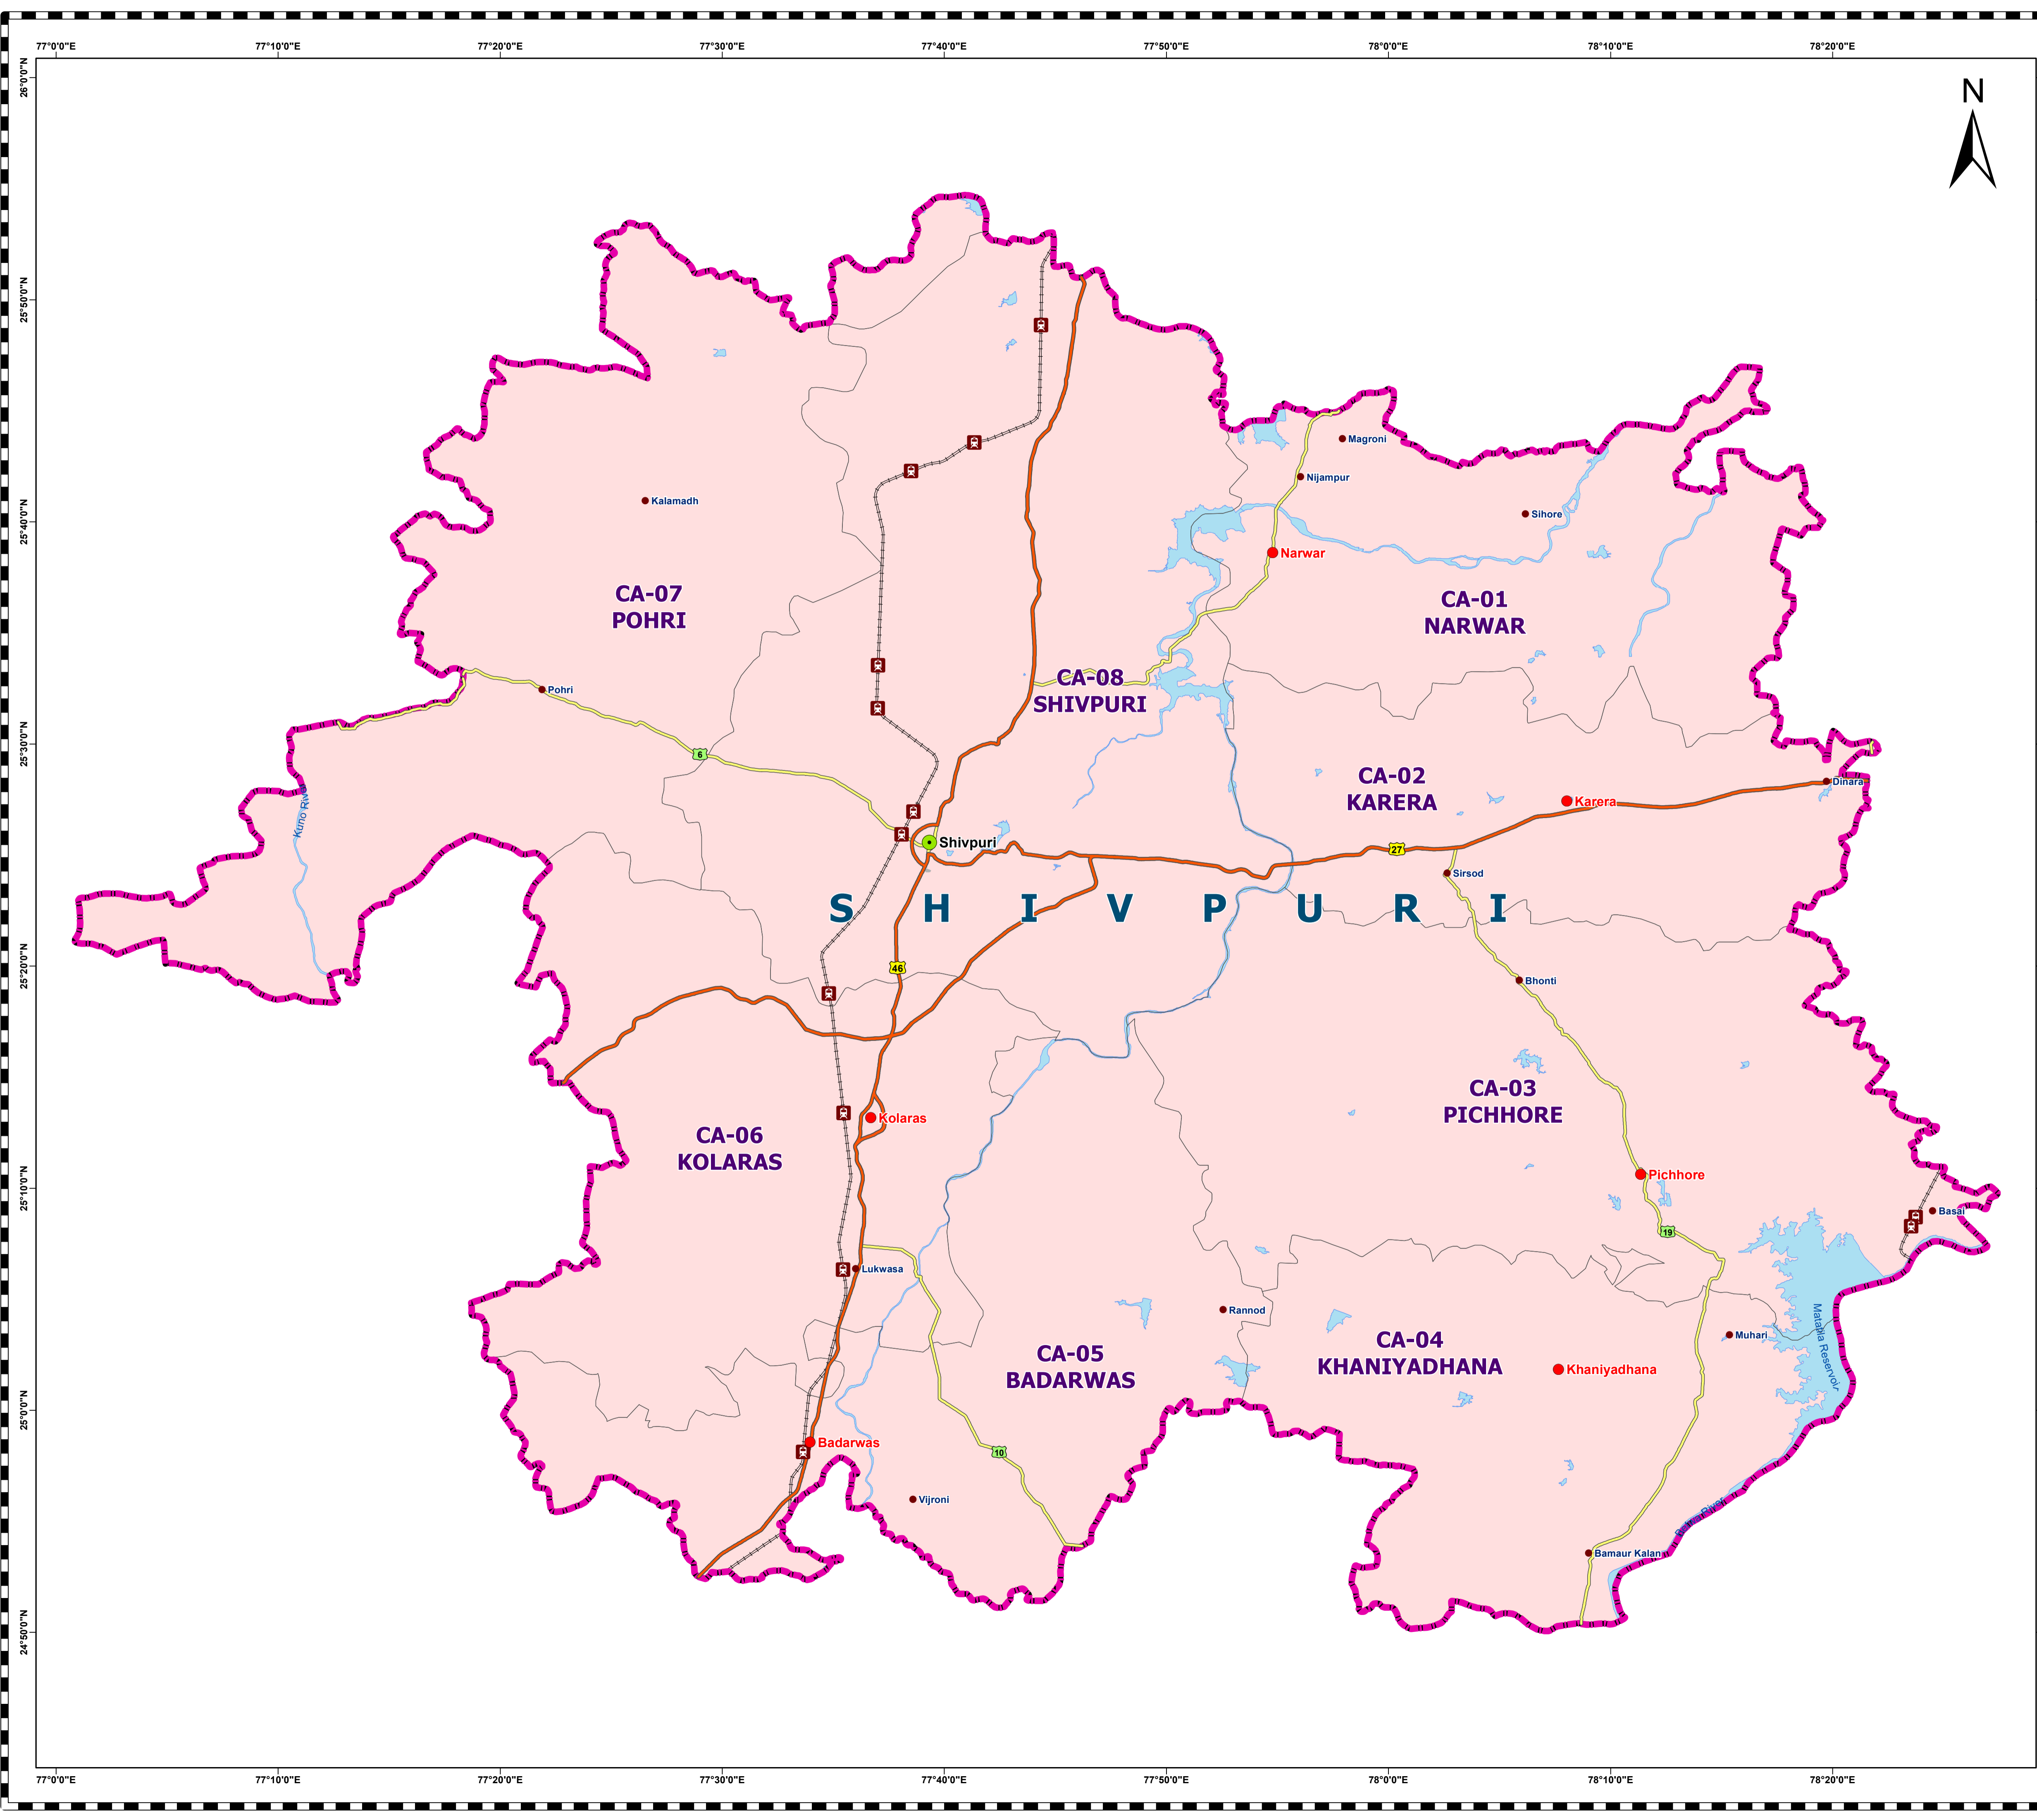 77°0'0"E 77°10'0"E 77°20'0"E 77°30'0"E 77°40'0"E 77°50'0"E 78°0'0"E 78°10'0"E 78°20'0"E
26°0'0"N
N
25°50'0"N
Magroni
Nijampur
Kalamadh
Sihore
25°40'0"N
Narwar
CA-07
POHRI
CA-01
NARWAR
CA-08
SHIVPURI
Pohri
25°30'0"N
6
CA-02
KARERA
Dinara
Karera
Kuno River
Shivpuri
27
Sirsod
S H I V P U R I
46
25°20'0"N
Bhonti
CA-03
PICHHORE
Kolaras
CA-06
KOLARAS
Pichhore
25°10'0"N
Basai
19
Lukwasa
Rannod
Matatila Reservoir
Muhari
CA-04
KHANIYADHANA
CA-05
BADARWAS
Khaniyadhana
25°0'0"N
Badarwas
10
Vijroni
River
Bamaur Kalan
24°50'0"N
77°0'0"E 77°10'0"E 77°20'0"E 77°30'0"E 77°40'0"E 77°50'0"E 78°0'0"E 78°10'0"E 78°20'0"E